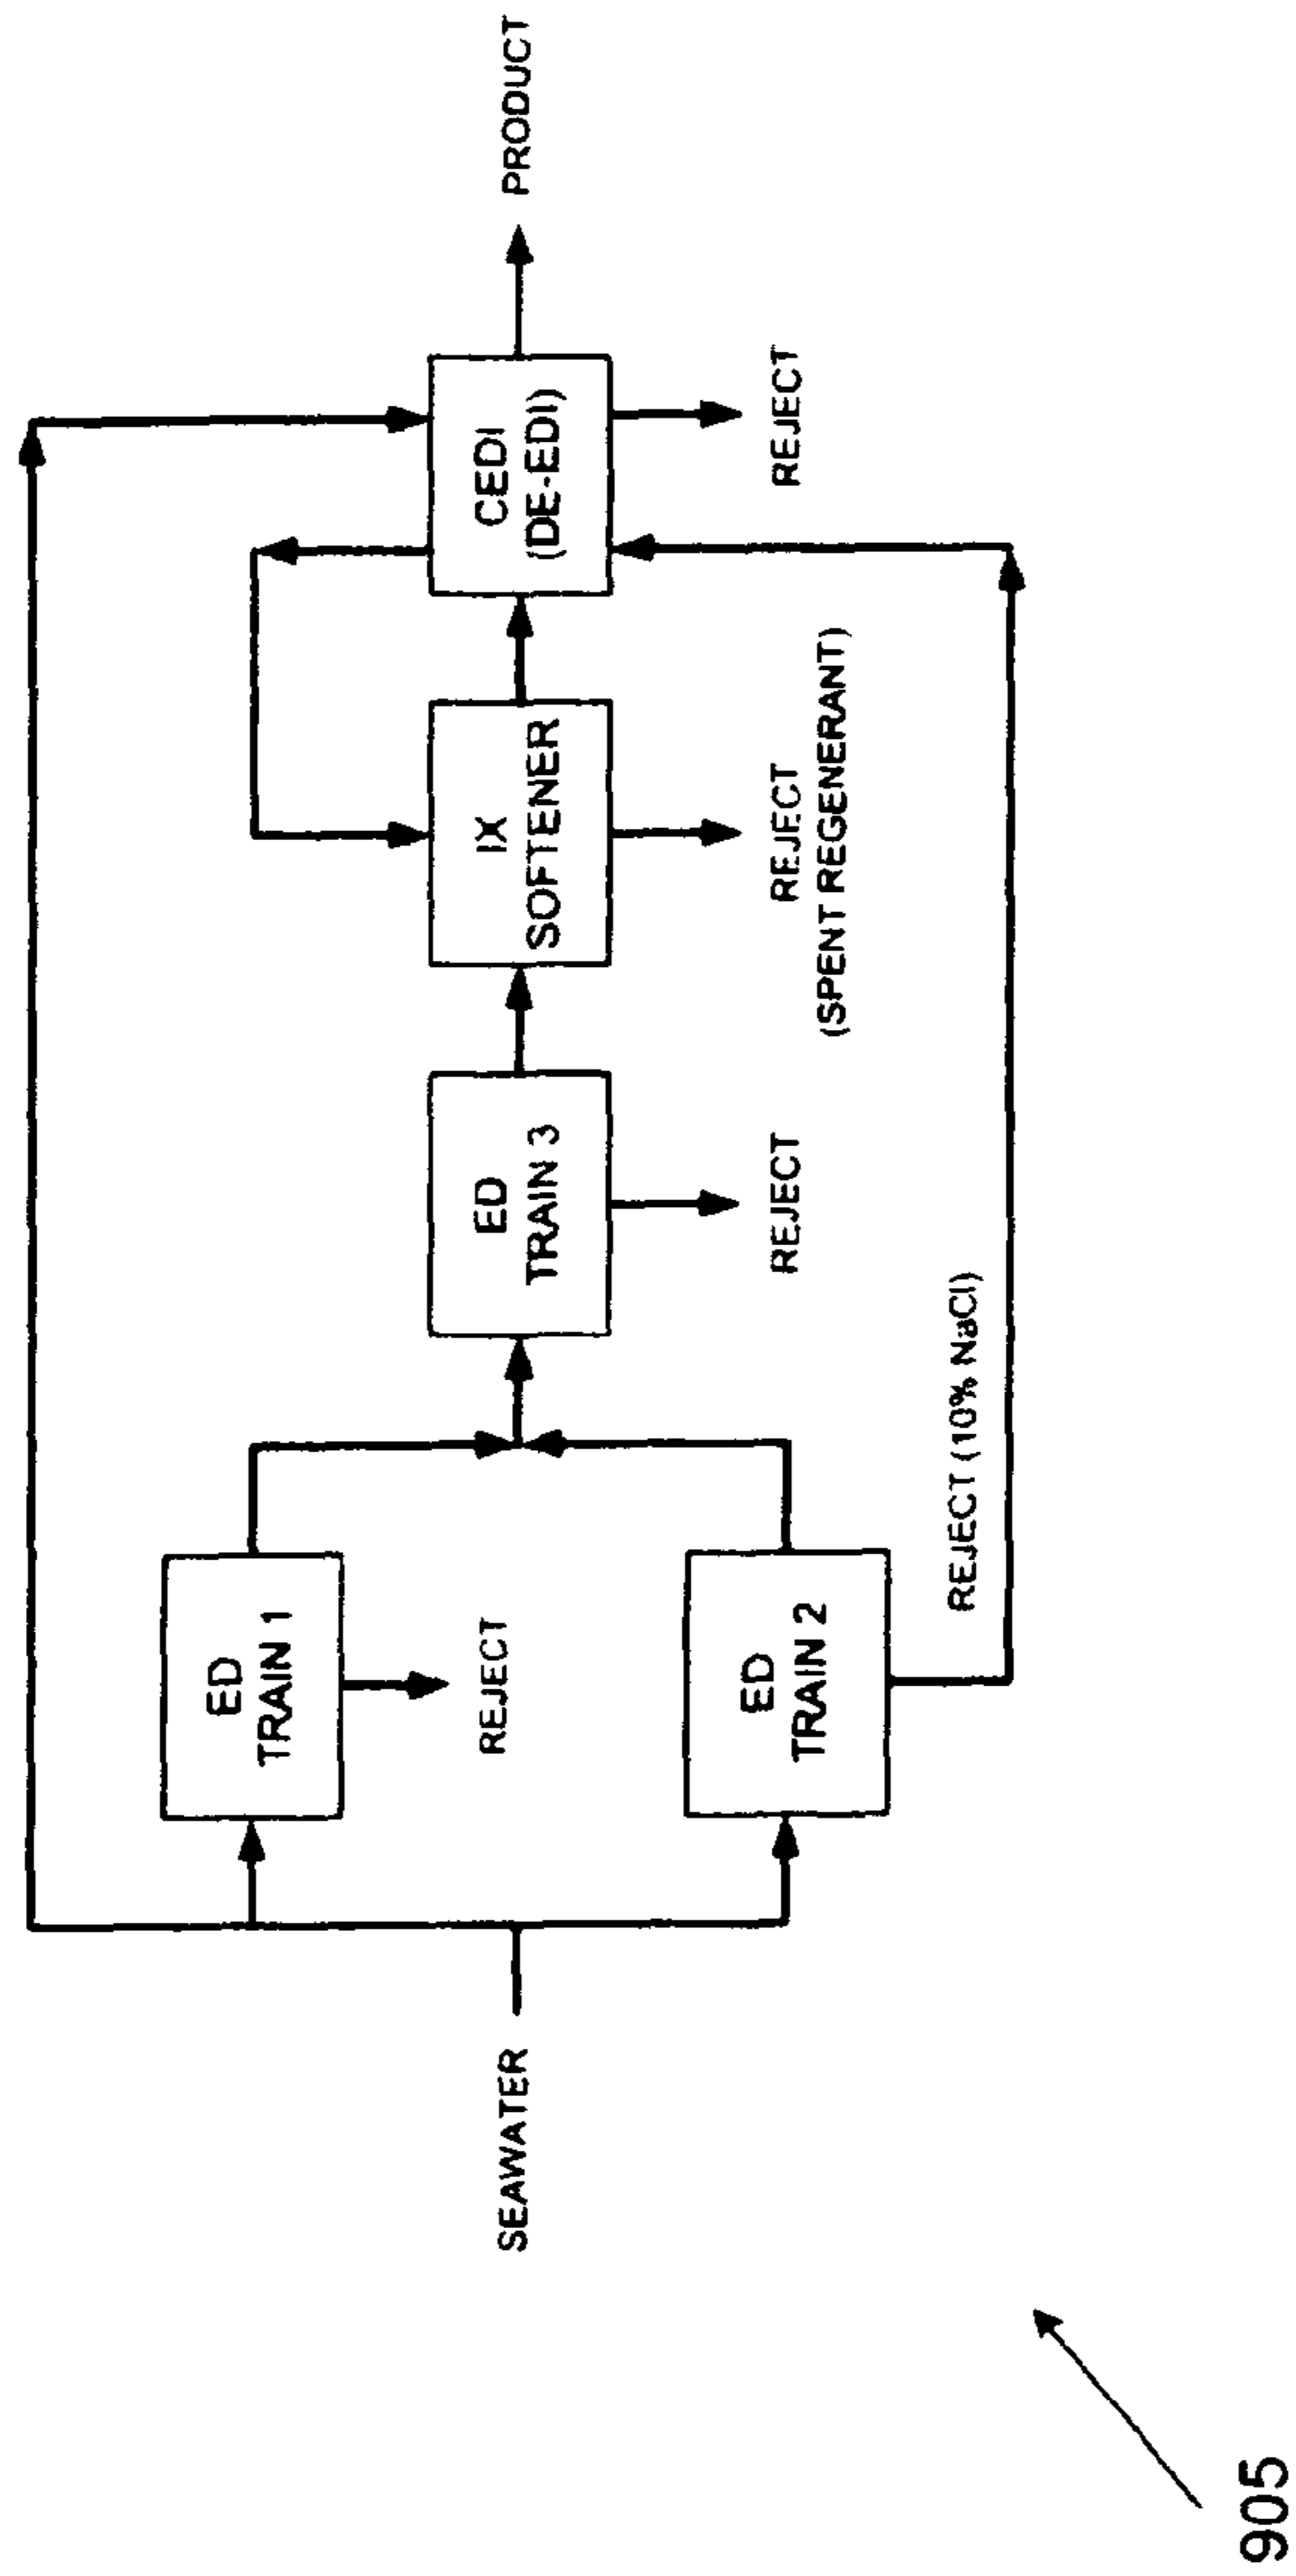 SEAWATER
ED
TRAIN 1
REJECT
ED
TRAIN 2
REJECT (10% NaCl)
ED
TRAIN 3
REJECT
IX
SOFTENER
REJECT
(SPENT REGENERANT)
CEDI
(DE-EDI)
REJECT
PRODUCT
905